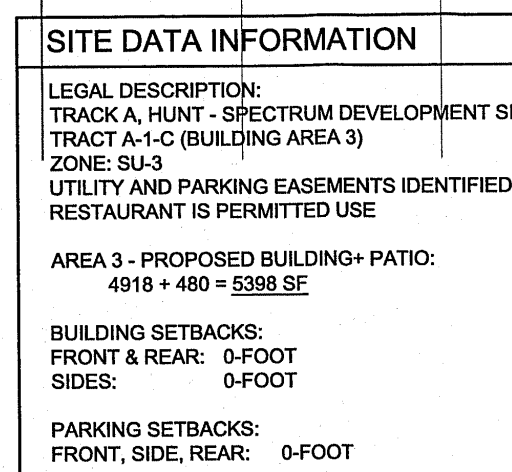 SITE DATA INFORMATION
LEGAL DESCRIPTION:
TRACK A, HUNT - SPECTRUM DEVELOPMENT
TRACT A-1-C (BUILDING AREA 3)
ZONE: SU-3
UTILITY AND PARKING EASEMENTS IDENTIFIED
RESTAURANT IS PERMITTED USE
AREA 3 - PROPOSED BUILDING+ PATIO:
4918 + 480 = 5398 SF
BUILDING SETBACKS:
FRONT & REAR: 0-FOOT
SIDES: 0-FOOT
PARKING SETBACKS:
FRONT, SIDE, REAR: 0-FOOT